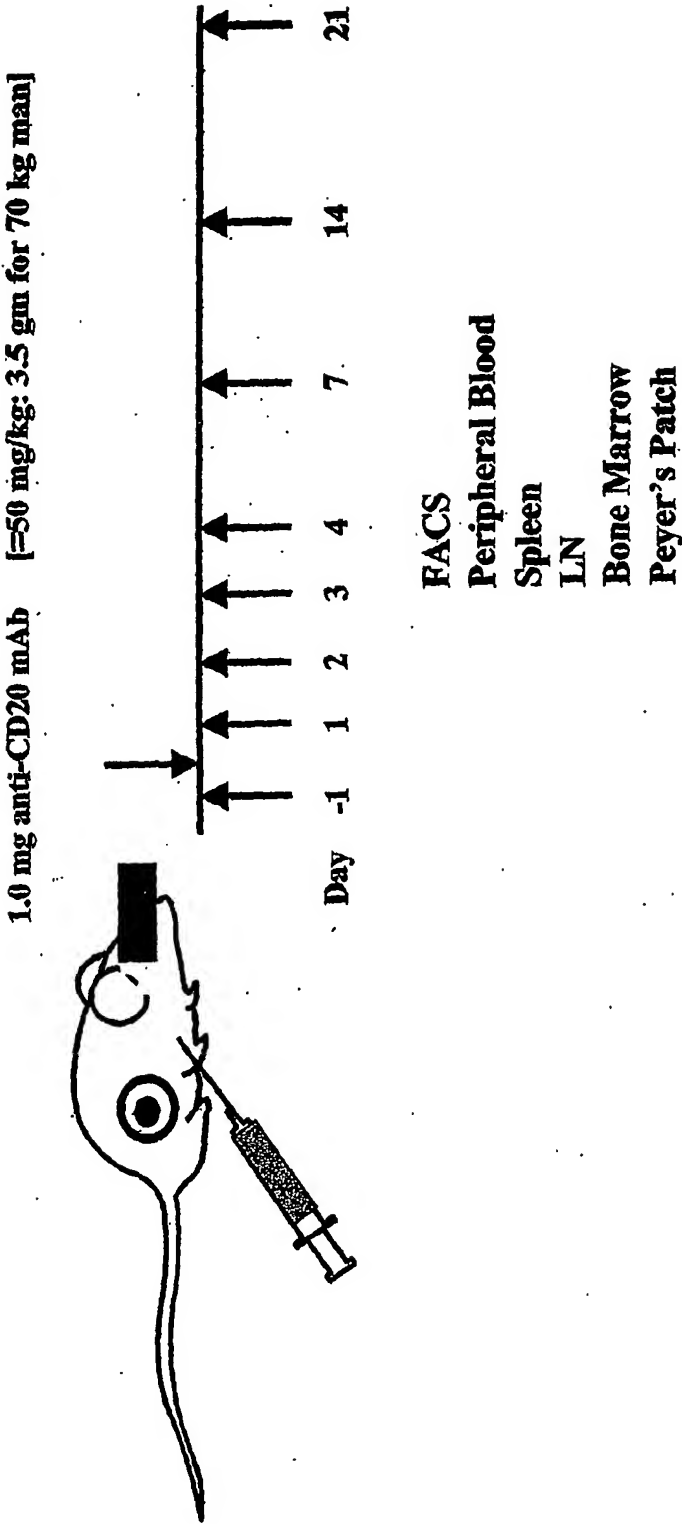 1.0 mg anti-CD20 mAb [=50 mg/kg: 3.5 gm for 70 kg man]
Day -1 1 2 3 4 7 14 21
FACS
Peripheral Blood
Spleen
LN
Bone Marrow
Peyer's Patch